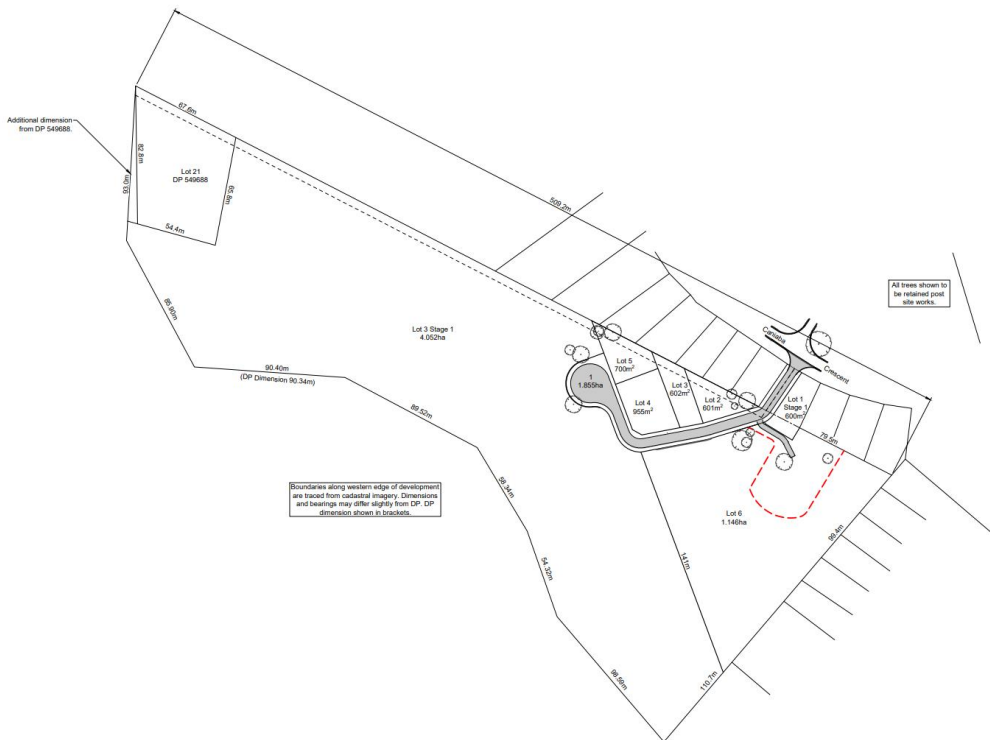 509.2m
67.6m
Additional dimension
from DP 549688.
82.8m
93.0m
Lot 21
DP 549688
65.8m
54.4m
85.90m
All trees shown to
be retained post
site works.
Lot 3 Stage 1
4.052ha
Caniaba
Crescent
Lot 5
700m²
1
1.855ha
Lot 3
602m²
Lot 4
955m²
Lot 2
601m²
Lot 1
Stage 1
600m²
90.40m
(DP Dimension 90.34m)
89.52m
79.5m
Boundaries along western edge of development
are traced from cadastral imagery. Dimensions
and bearings may differ slightly from DP. DP
dimension shown in brackets.
58.34m
Lot 6
1.146ha
99.4m
54.32m
141m
98.59m
110.7m